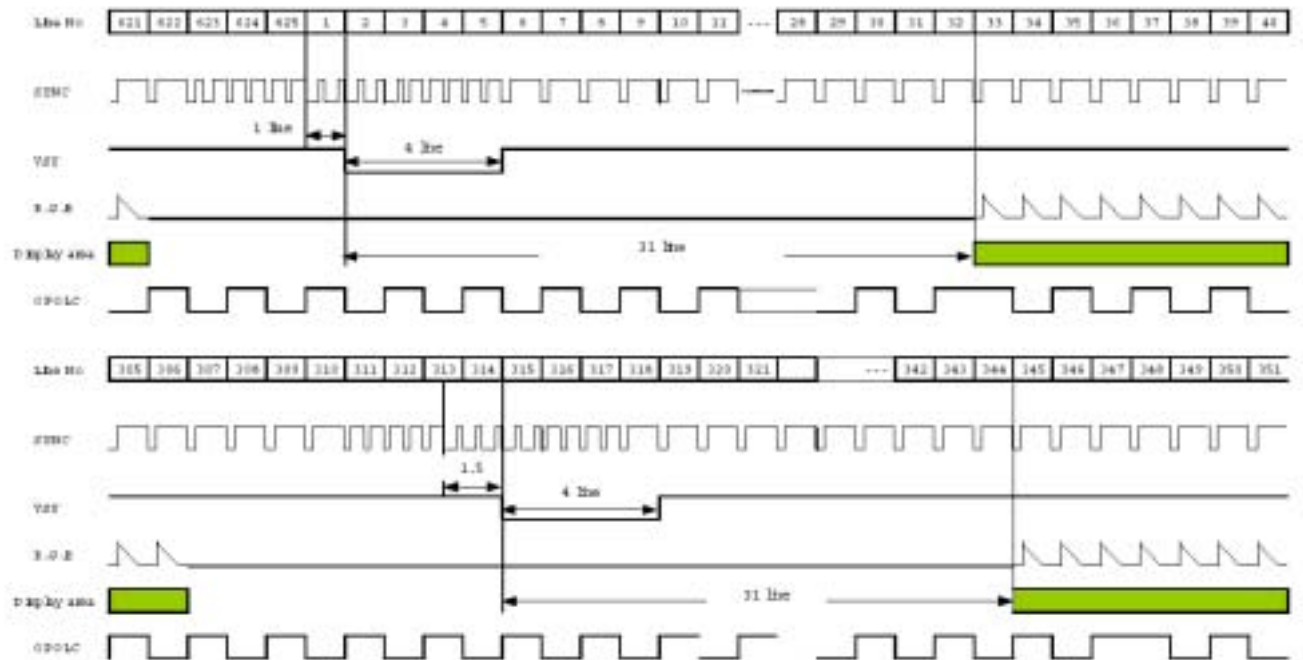 Line No 621 622 623 624 625 1 2 3 4 5 6 7 8 9 10 11 --- 28 29 30 31 32 33 34 35 36 37 38 39 40
SYNC
1 line
4 line
R.G.B
31 line
Display area
Line No 305 306 307 308 309 310 311 312 313 314 315 316 317 318 319 320 321 --- 342 343 344 345 346 347 348 349 350 351
SYNC
1.5
4 line
R.G.B
31 line
Display area